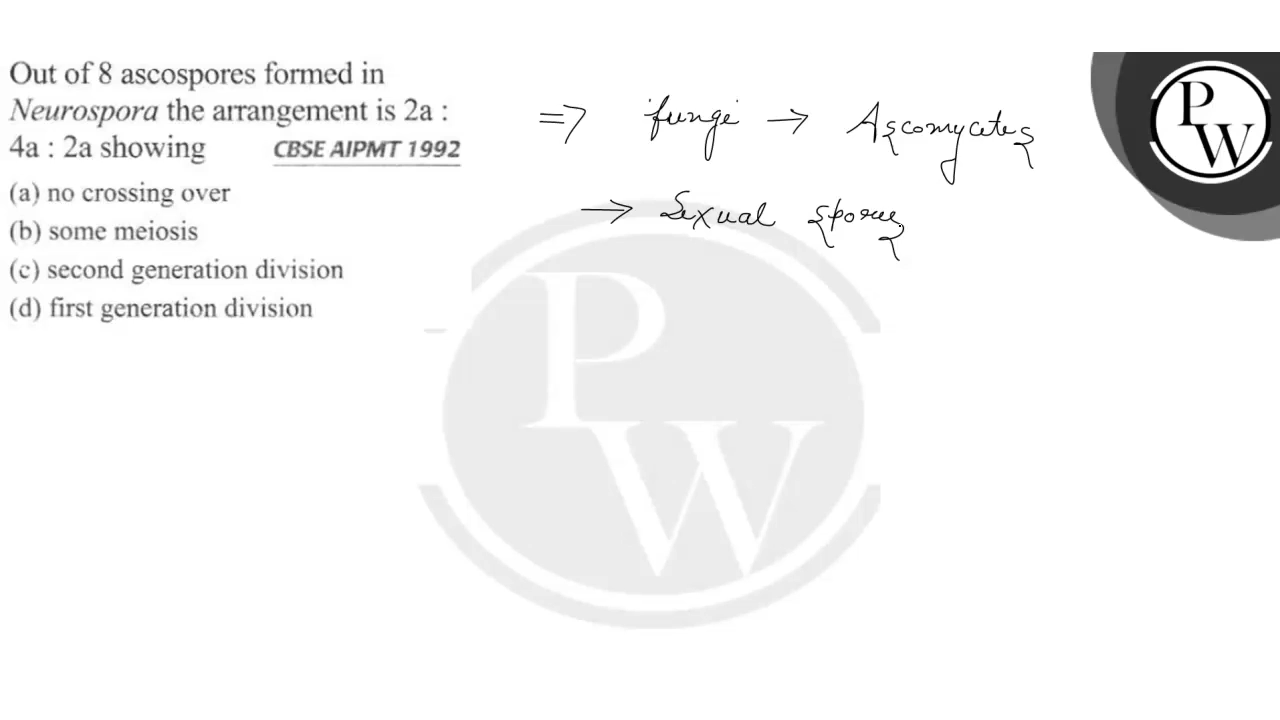 Out of 8 ascospores formed in
Neurospora the arrangement is 2a :
4a : 2a showing CBSE AIPMT 1992
(a) no crossing over
(b) some meiosis
(c) second generation division
(d) first generation division
⇒ fungi → Ascomycetes
→ Sexual spores
P
W
P
W